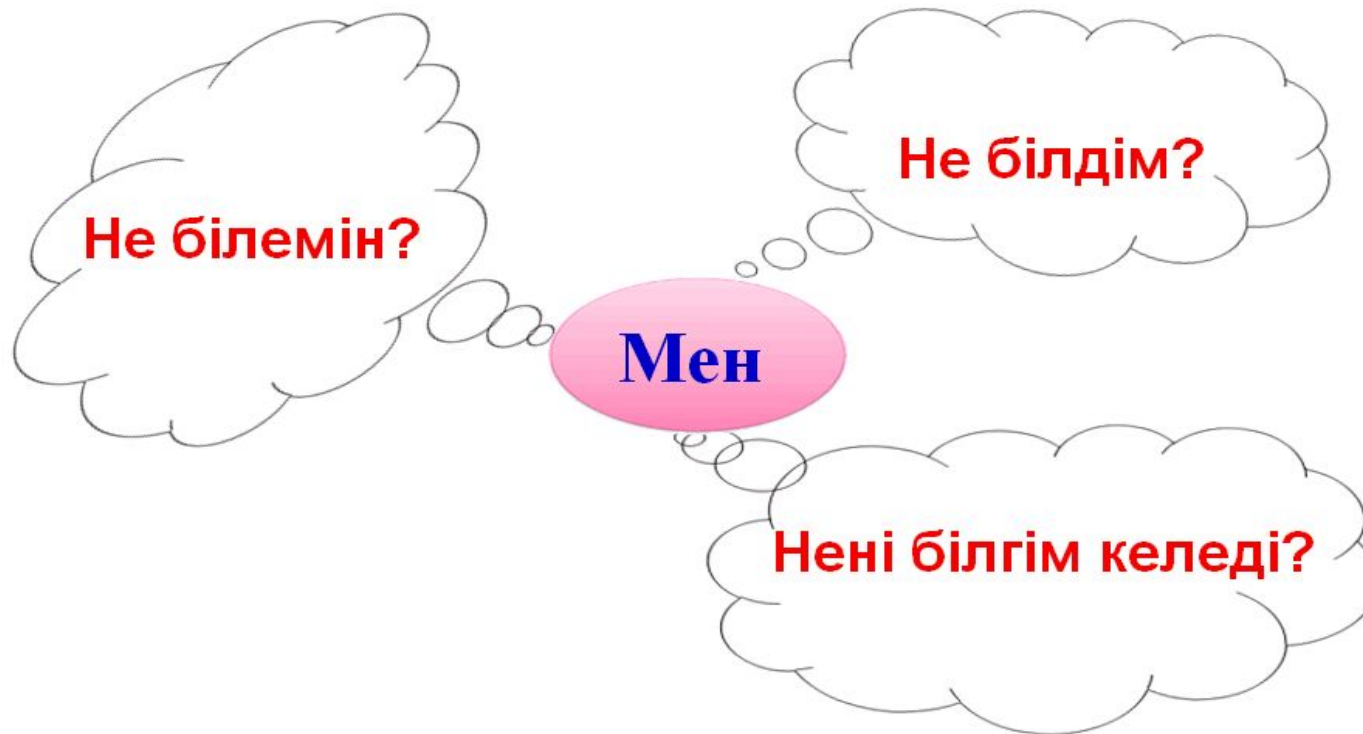 Не білдім?
Не білемін?
Мен
Нені білгім келеді?